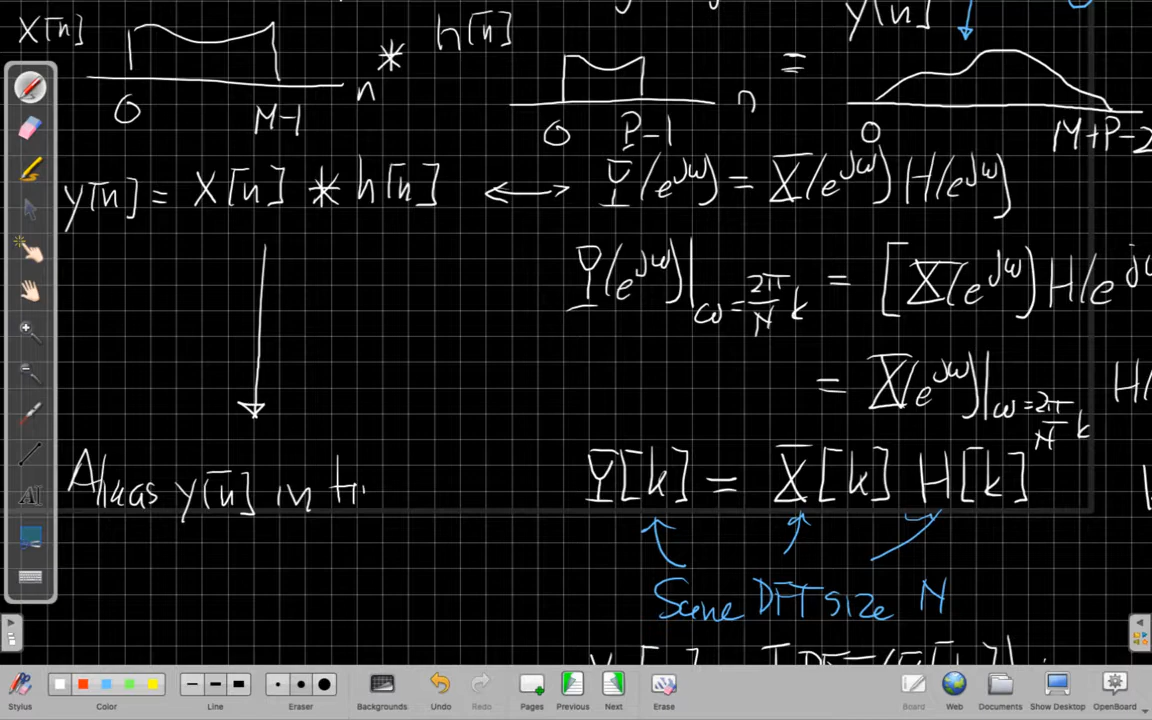 x[n] * h[n] = y[n]
n n
0 M-1 0 P-1 0 M+P-2
y[n] = x[n] * h[n] ⟷ Y(e^jω) = X(e^jω) H(e^jω)
Y(e^jω)|ω = 2π/N k = [X(e^jω) H(e^jω
= X(e^jω)|ω = 2π/N k H(
Alias y[n] in ti
Y[k] = X[k] H[k]
Same DFT size N
Stylus Color Line Eraser Backgrounds Undo Redo Pages Previous Next Erase Board Web Documents Show Desktop OpenBoard